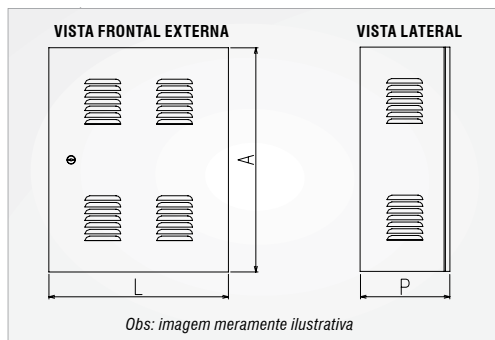 VISTA FRONTAL EXTERNA
VISTA LATERAL
A
L
P
Obs: imagem meramente ilustrativa